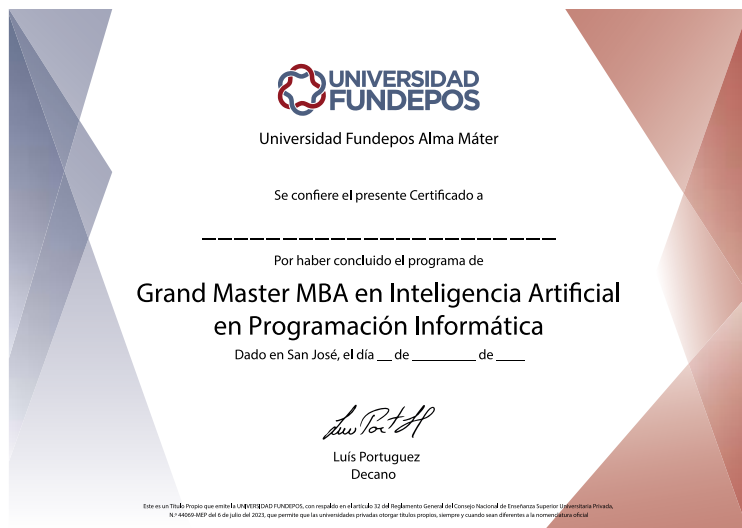 UNIVERSIDAD
FUNDEPOS
Universidad Fundepos Alma Máter
Se confiere el presente Certificado a
Por haber concluido el programa de
Grand Master MBA en Inteligencia Artificial
en Programación Informática
Dado en San José, el día __ de ________ de ____
Luís Portuguez
Decano
Este es un Título Propio que emite la UNIVERSIDAD FUNDEPOS, con respaldo en el artículo 32 del Reglamento General del Consejo Nacional de Enseñanza Superior Universitaria Privada,
N.º 44069-MEP del 6 de julio del 2023, que permite que las universidades privadas otorgar títulos propios, siempre y cuando sean diferentes a la nomenclatura oficial